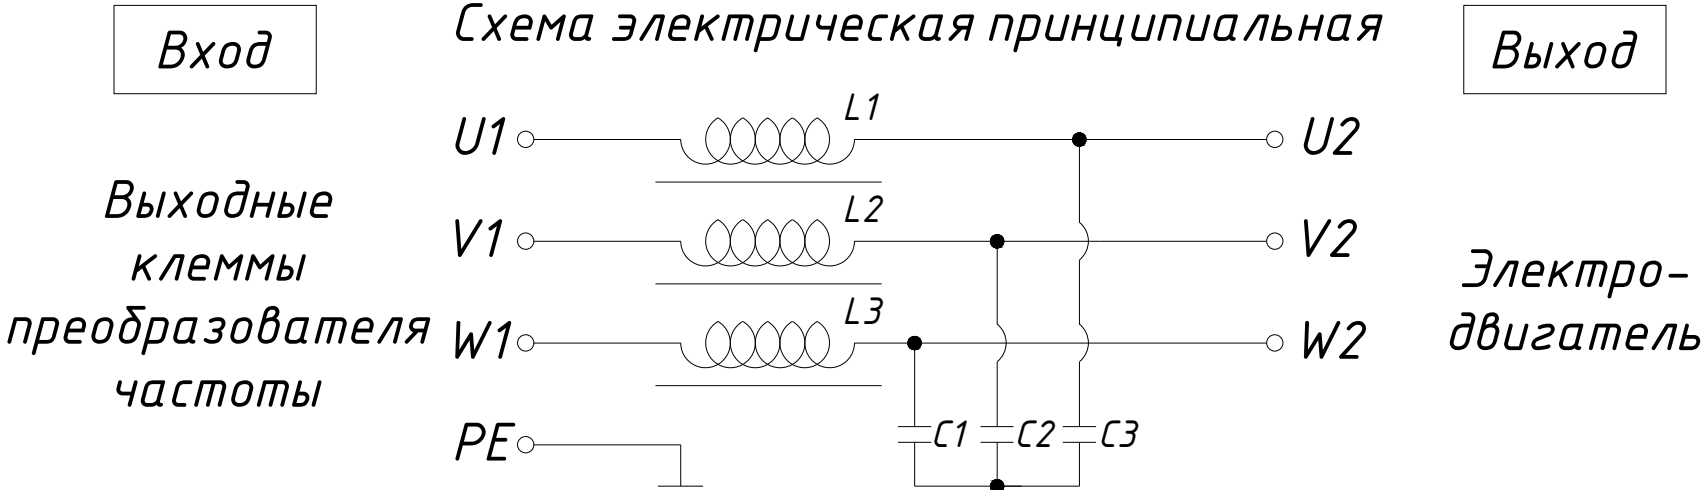 Вход
Схема электрическая принципиальная
Выход
L1
U1
U2
Выходные
клеммы
преобразователя
частоты
L2
V1
V2
Электро-
двигатель
L3
W1
W2
PE
C1
C2
C3